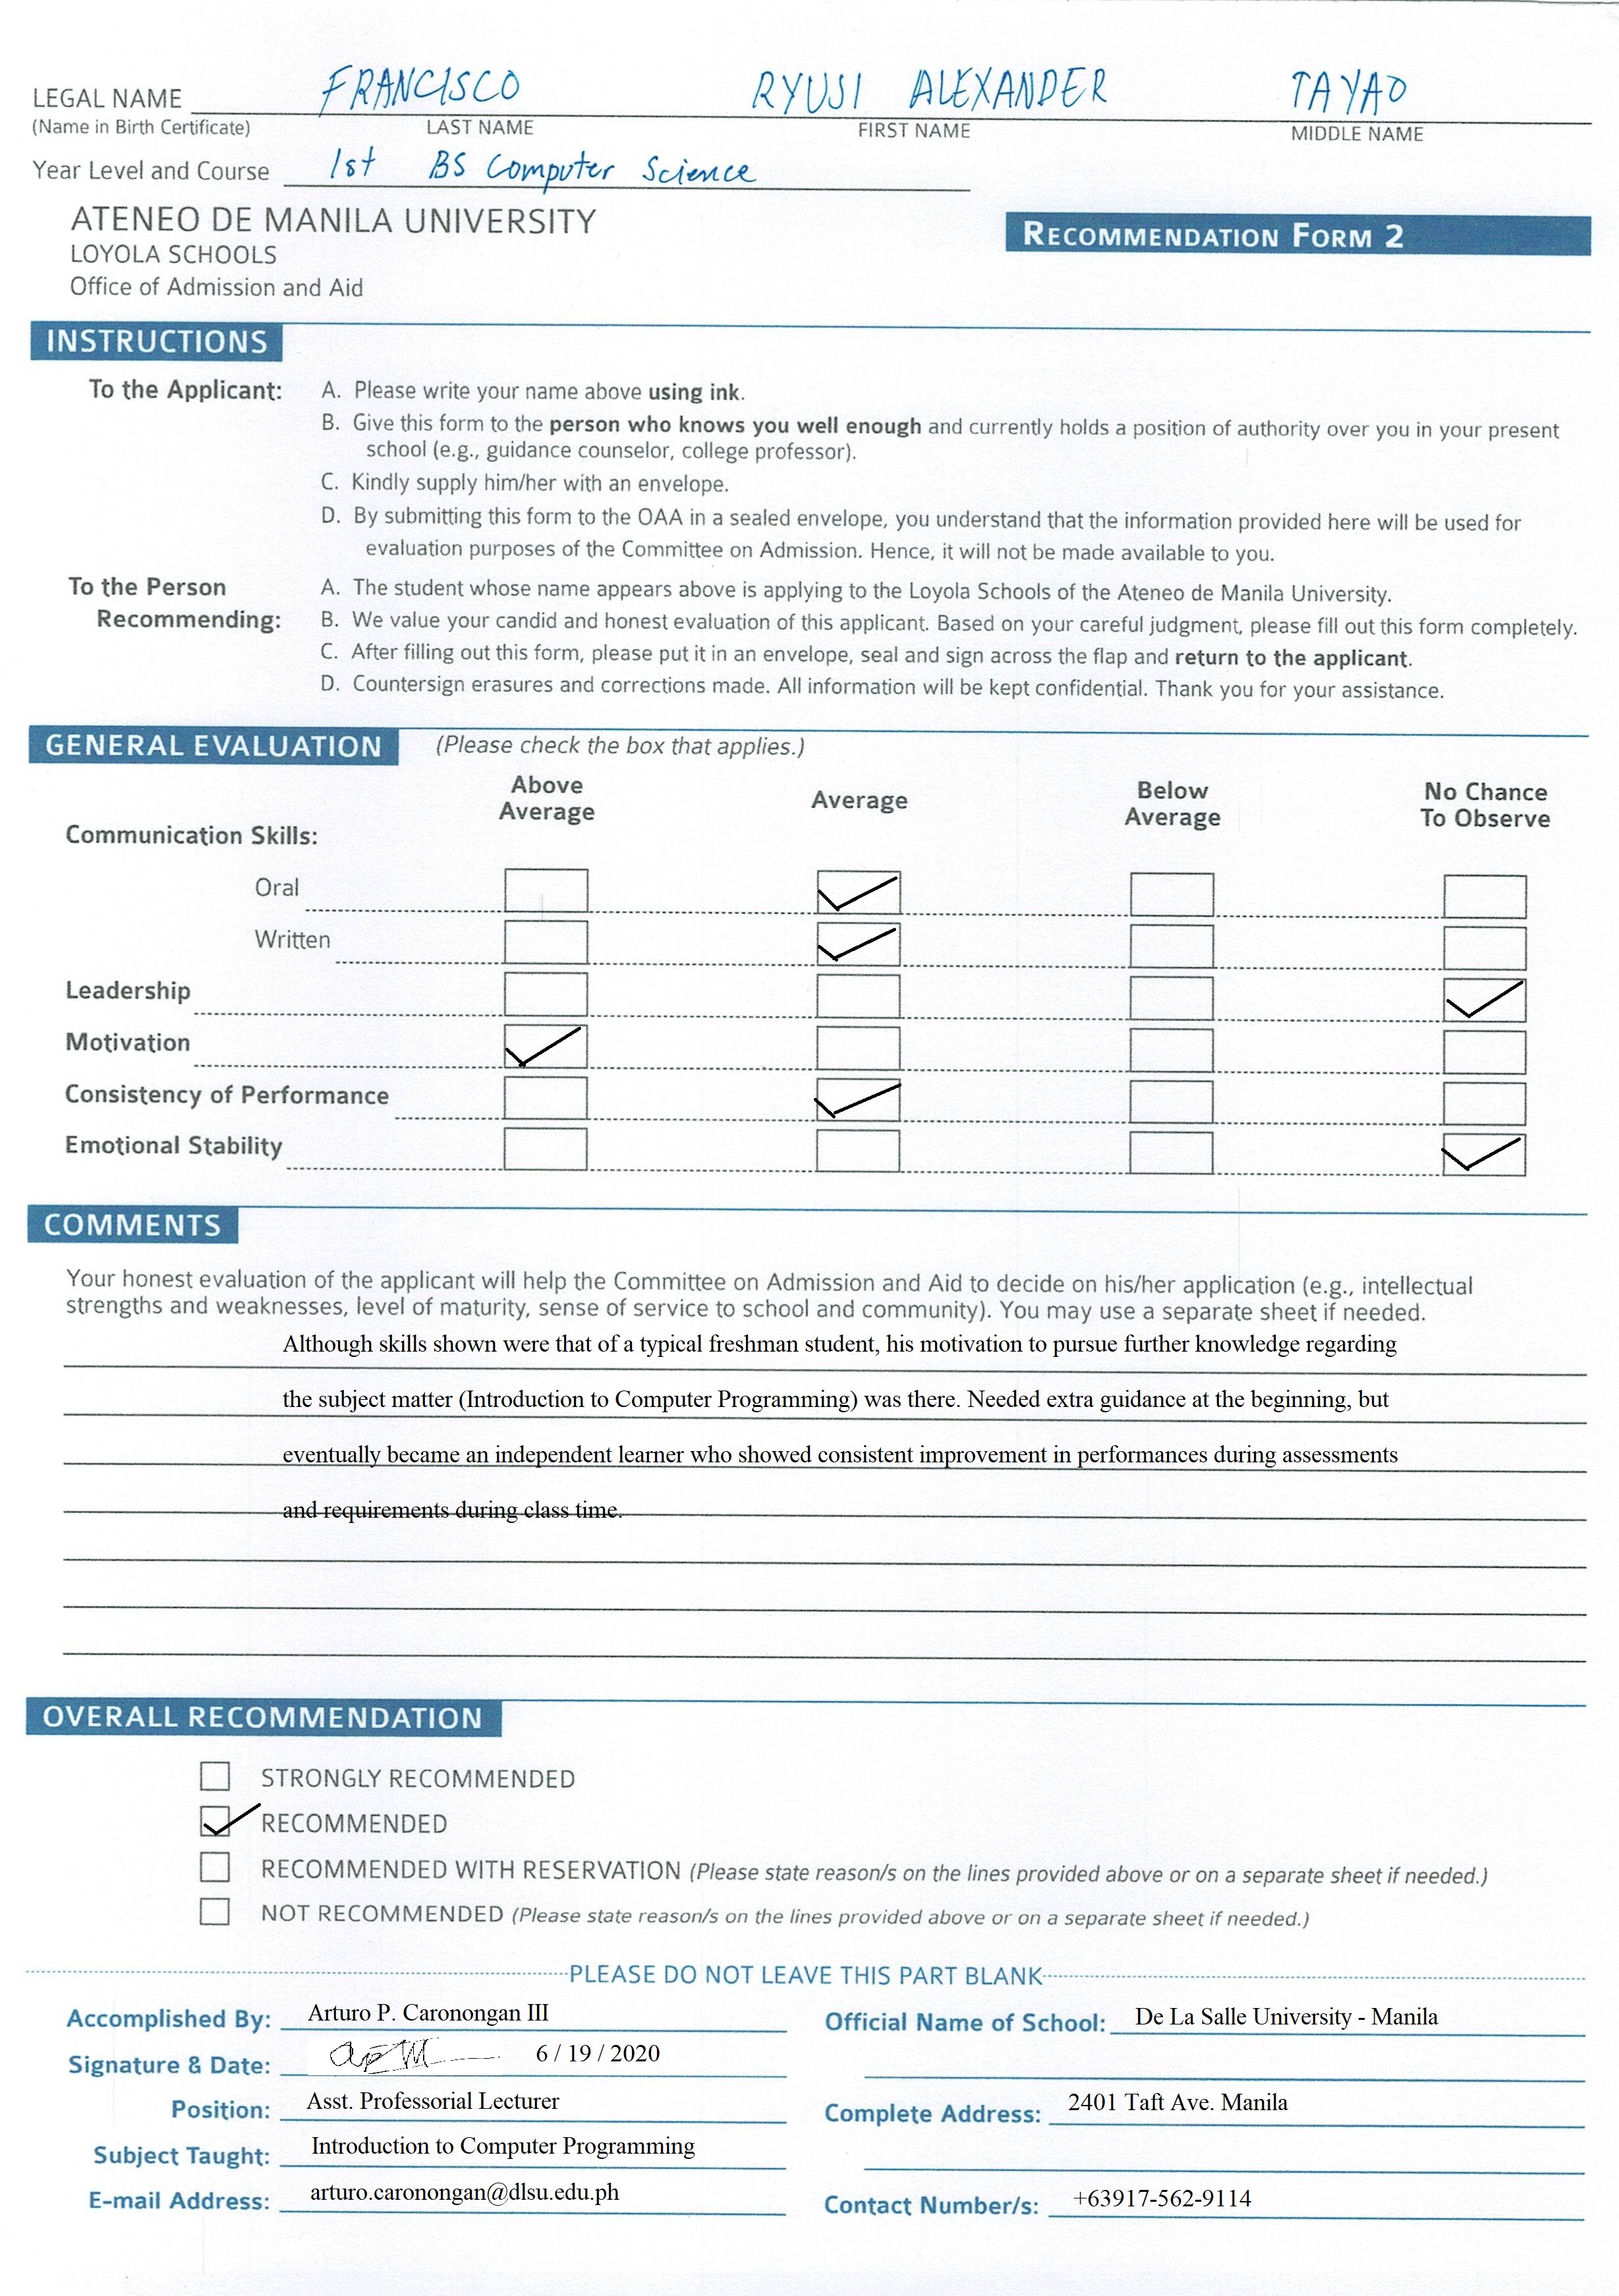 FRANCISCO RYUSI ALEXANDER TAYAO
LEGAL NAME
(Name in Birth Certificate) LAST NAME FIRST NAME MIDDLE NAME
Year Level and Course 1st BS Computer Science
ATENEO DE MANILA UNIVERSITY
LOYOLA SCHOOLS
Office of Admission and Aid
RECOMMENDATION FORM 2
INSTRUCTIONS
To the Applicant: A. Please write your name above using ink.
B. Give this form to the person who knows you well enough and currently holds a position of authority over you in your present
school (e.g., guidance counselor, college professor).
C. Kindly supply him/her with an envelope.
D. By submitting this form to the OAA in a sealed envelope, you understand that the information provided here will be used for
evaluation purposes of the Committee on Admission. Hence, it will not be made available to you.
To the Person A. The student whose name appears above is applying to the Loyola Schools of the Ateneo de Manila University.
Recommending: B. We value your candid and honest evaluation of this applicant. Based on your careful judgment, please fill out this form completely.
C. After filling out this form, please put it in an envelope, seal and sign across the flap and return to the applicant.
D. Countersign erasures and corrections made. All information will be kept confidential. Thank you for your assistance.
GENERAL EVALUATION (Please check the box that applies.)
Above Average Below No Chance
Average Average To Observe
Communication Skills:
Oral
Written
Leadership
Motivation
Consistency of Performance
Emotional Stability
COMMENTS
Your honest evaluation of the applicant will help the Committee on Admission and Aid to decide on his/her application (e.g., intellectual
strengths and weaknesses, level of maturity, sense of service to school and community). You may use a separate sheet if needed.
Although skills shown were that of a typical freshman student, his motivation to pursue further knowledge regarding
the subject matter (Introduction to Computer Programming) was there. Needed extra guidance at the beginning, but
eventually became an independent learner who showed consistent improvement in performances during assessments
and requirements during class time.
OVERALL RECOMMENDATION
STRONGLY RECOMMENDED
RECOMMENDED
RECOMMENDED WITH RESERVATION (Please state reason/s on the lines provided above or on a separate sheet if needed.)
NOT RECOMMENDED (Please state reason/s on the lines provided above or on a separate sheet if needed.)
PLEASE DO NOT LEAVE THIS PART BLANK
Accomplished By: Arturo P. Caronongan III
Official Name of School: De La Salle University - Manila
Signature & Date: 6 / 19 / 2020
Position: Asst. Professorial Lecturer
Complete Address: 2401 Taft Ave. Manila
Subject Taught: Introduction to Computer Programming
E-mail Address: arturo.caronongan@dlsu.edu.ph
Contact Number/s: +63917-562-9114